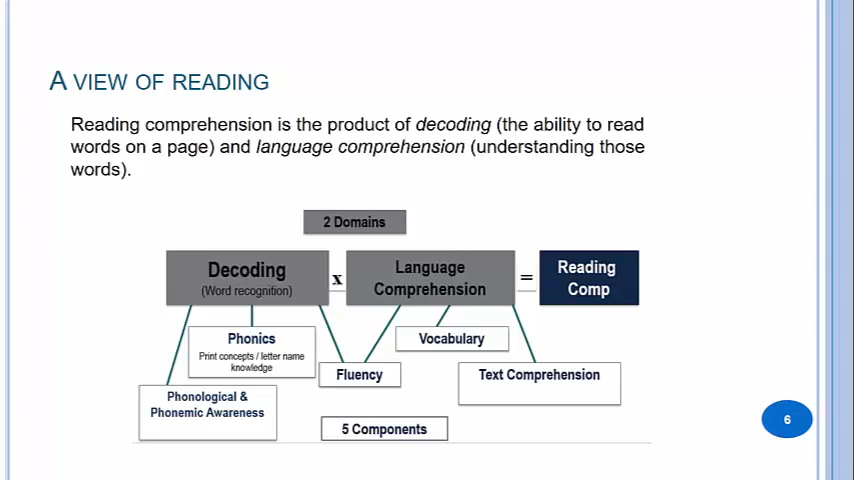 A VIEW OF READING
Reading comprehension is the product of decoding (the ability to read
words on a page) and language comprehension (understanding those
words).
2 Domains
Decoding
(Word recognition)
x
Language
Comprehension
=
Reading
Comp
Phonics
Print concepts / letter name
knowledge
Vocabulary
Fluency
Text Comprehension
Phonological &
Phonemic Awareness
5 Components
6